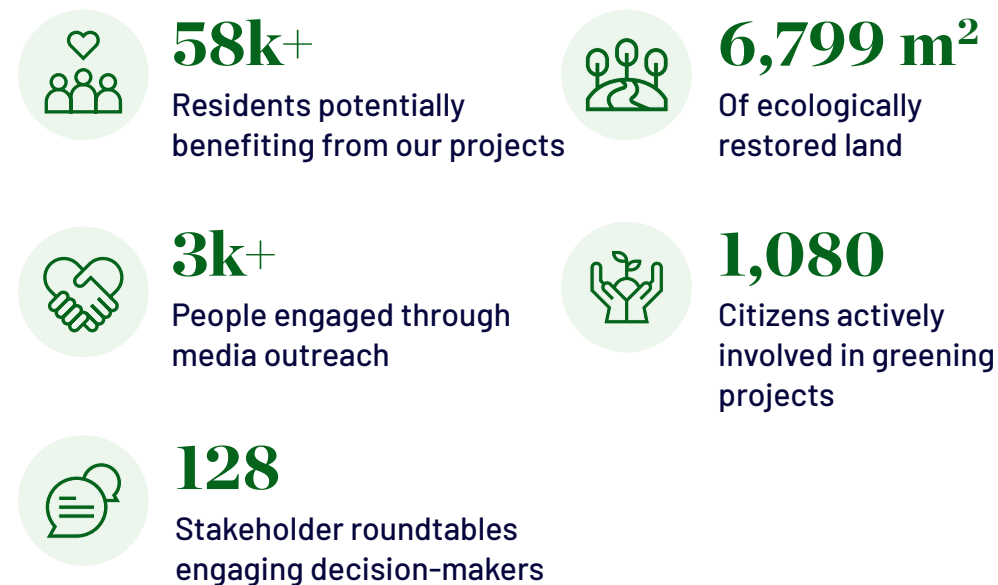 58k+
Residents potentially
benefiting from our projects
6,799 m²
Of ecologically
restored land
3k+
People engaged through
media outreach
1,080
Citizens actively
involved in greening
projects
128
Stakeholder roundtables
engaging decision-makers